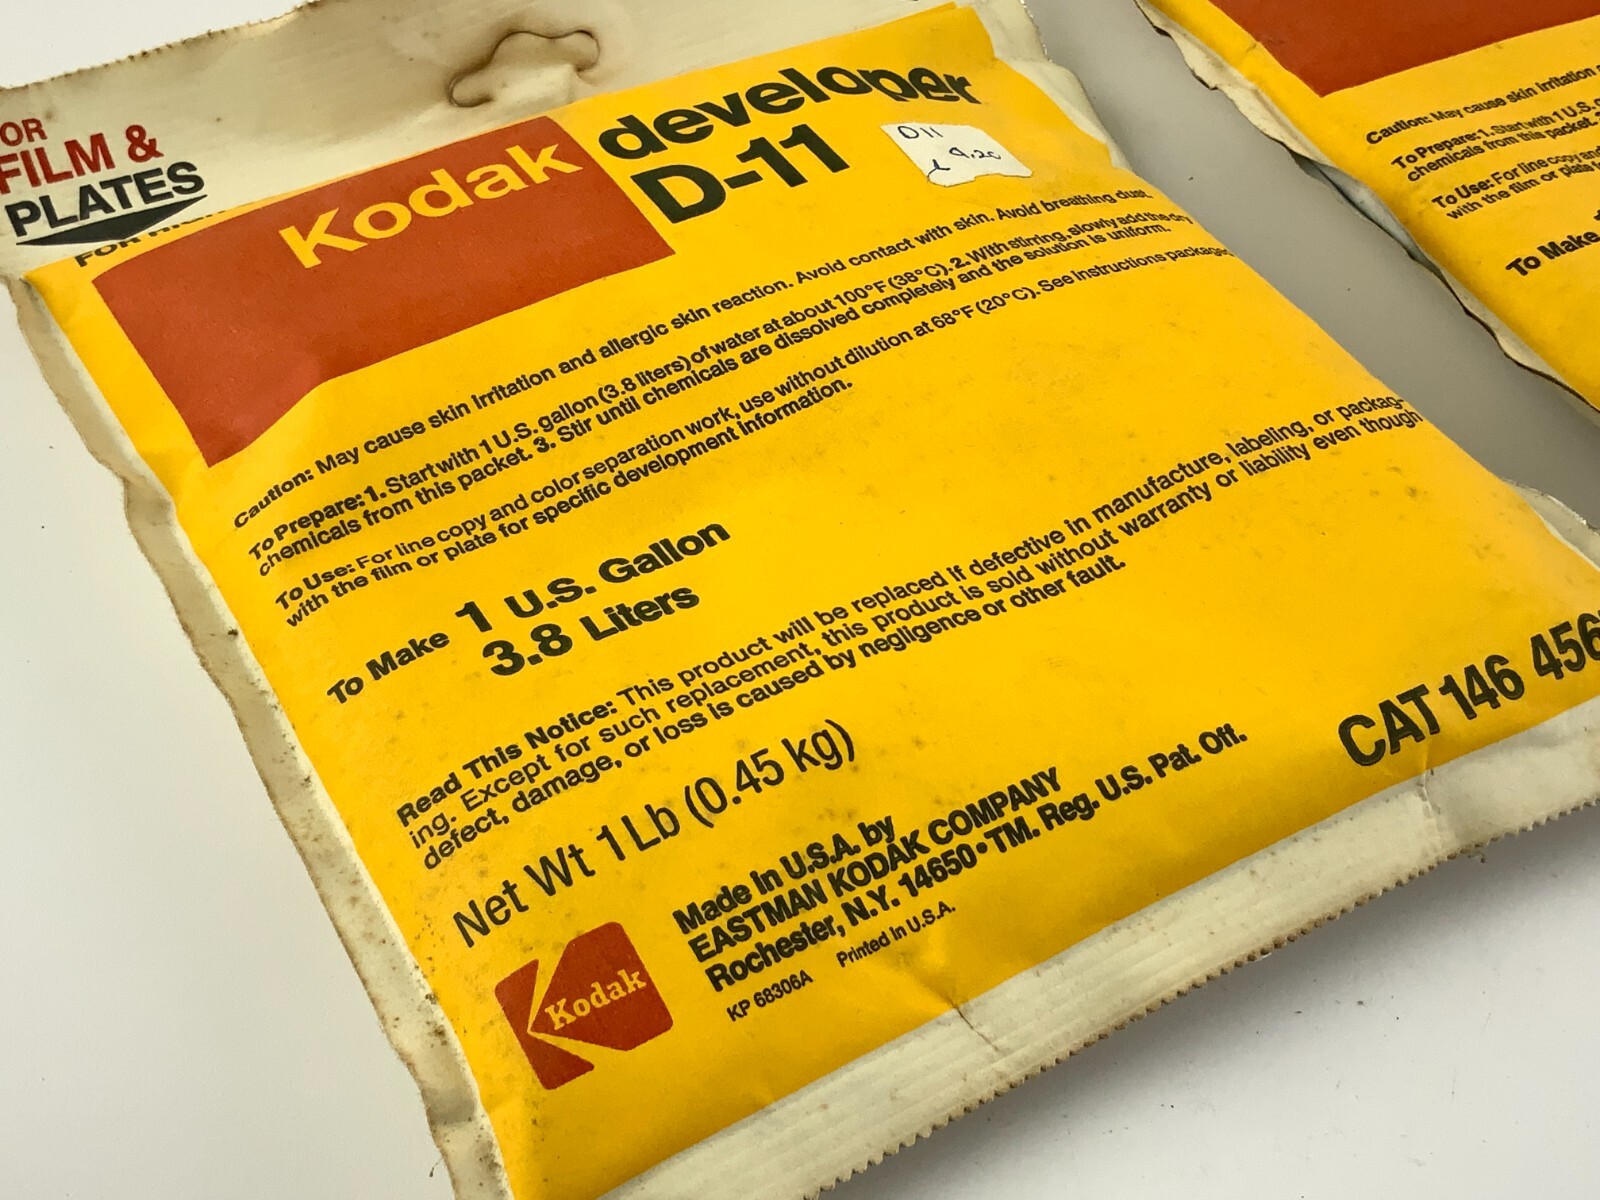 OR
FILM &
PLATES
Kodak
developer
D-11
D11
9.20
Caution: May cause skin irritation and allergic skin reaction. Avoid contact with skin. Avoid breathing dust.
To Prepare: 1. Start with 1 U.S. gallon (3.8 liters) of water at about 100°F (38°C). 2. With stirring, slowly add the dry
chemicals from this packet. 3. Stir until chemicals are dissolved completely and the solution is uniform.
To Use: For line copy and color separation work, use without dilution at 68°F (20°C). See instructions packaged
with the film or plate for specific development information.
To Make 1 U.S. Gallon
3.8 Liters
Read This Notice: This product will be replaced if defective in manufacture, labeling, or packag-
ing. Except for such replacement, this product is sold without warranty or liability even though
defect, damage, or loss is caused by negligence or other fault.
Net Wt 1 Lb (0.45 kg)
CAT 146 456
Kodak
Made in U.S.A. by
EASTMAN KODAK COMPANY
Rochester, N.Y. 14650 • TM. Reg. U.S. Pat. Off.
KP 68306A Printed in U.S.A.
Caution: May cause skin irritation
To Prepare: 1. Start with 1 U.S.
chemicals from this packet.
To Use: For line copy and
with the film or plate
To Make